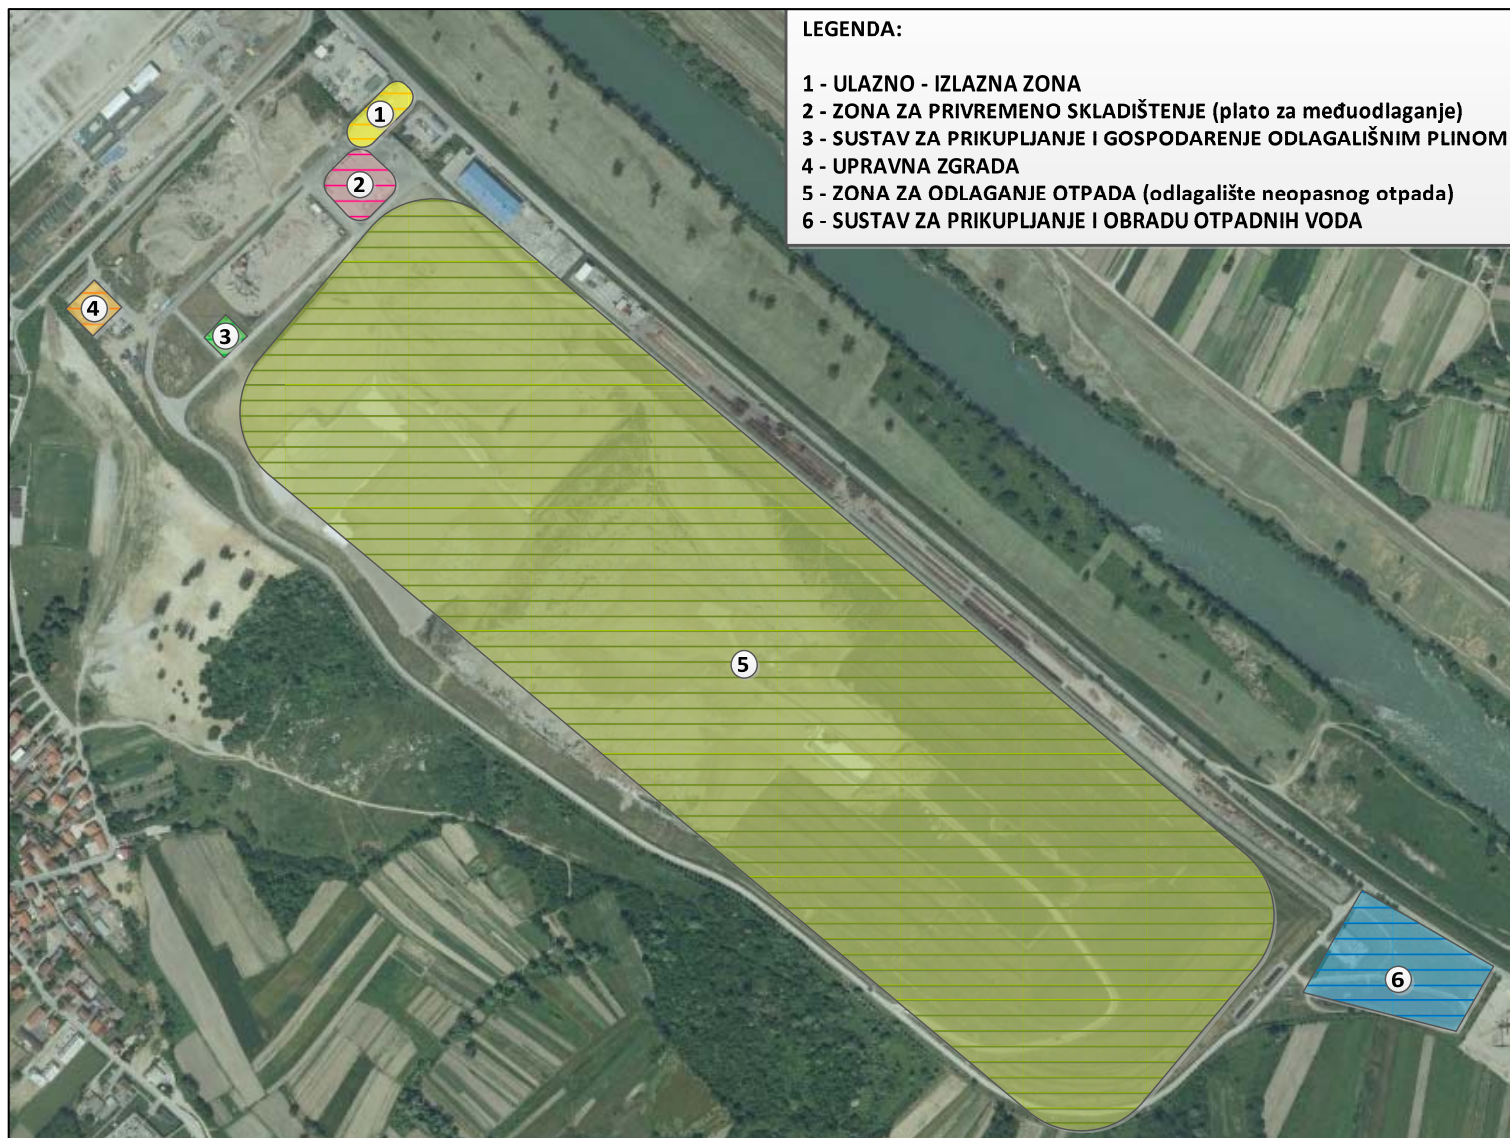 LEGENDA:
1 - ULAZNO - IZLAZNA ZONA
2 - ZONA ZA PRIVREMENO SKLADIŠTENJE (plato za međuodlaganje)
3 - SUSTAV ZA PRIKUPLJANJE I GOSPODARENJE ODLAGALIŠNIM PLINOM
4 - UPRAVNA ZGRADA
5 - ZONA ZA ODLAGANJE OTPADA (odlagalište neopasnog otpada)
6 - SUSTAV ZA PRIKUPLJANJE I OBRADU OTPADNIH VODA
1
2
4
3
5
6